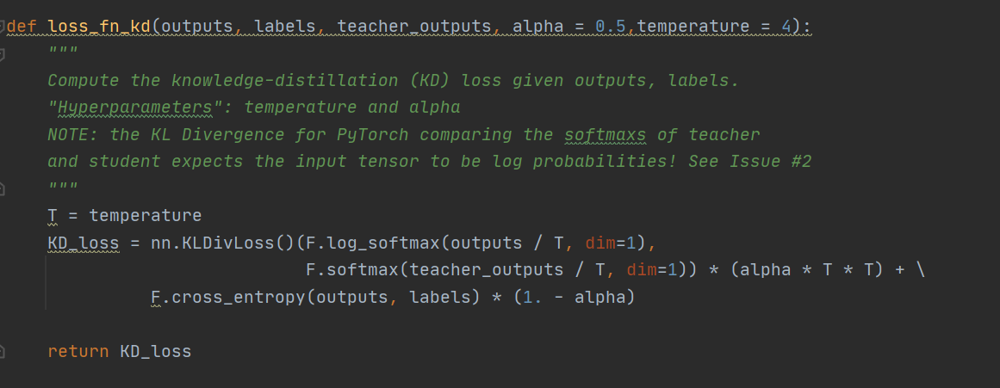 def loss_fn_kd(outputs, labels, teacher_outputs, alpha = 0.5,temperature = 4):
    """
    Compute the knowledge-distillation (KD) loss given outputs, labels.
    "Hyperparameters": temperature and alpha
    NOTE: the KL Divergence for PyTorch comparing the softmaxs of teacher
    and student expects the input tensor to be log probabilities! See Issue #2
    """
    T = temperature
    KD_loss = nn.KLDivLoss()(F.log_softmax(outputs / T, dim=1),
                             F.softmax(teacher_outputs / T, dim=1)) * (alpha * T * T) + \
              F.cross_entropy(outputs, labels) * (1. - alpha)
    return KD_loss